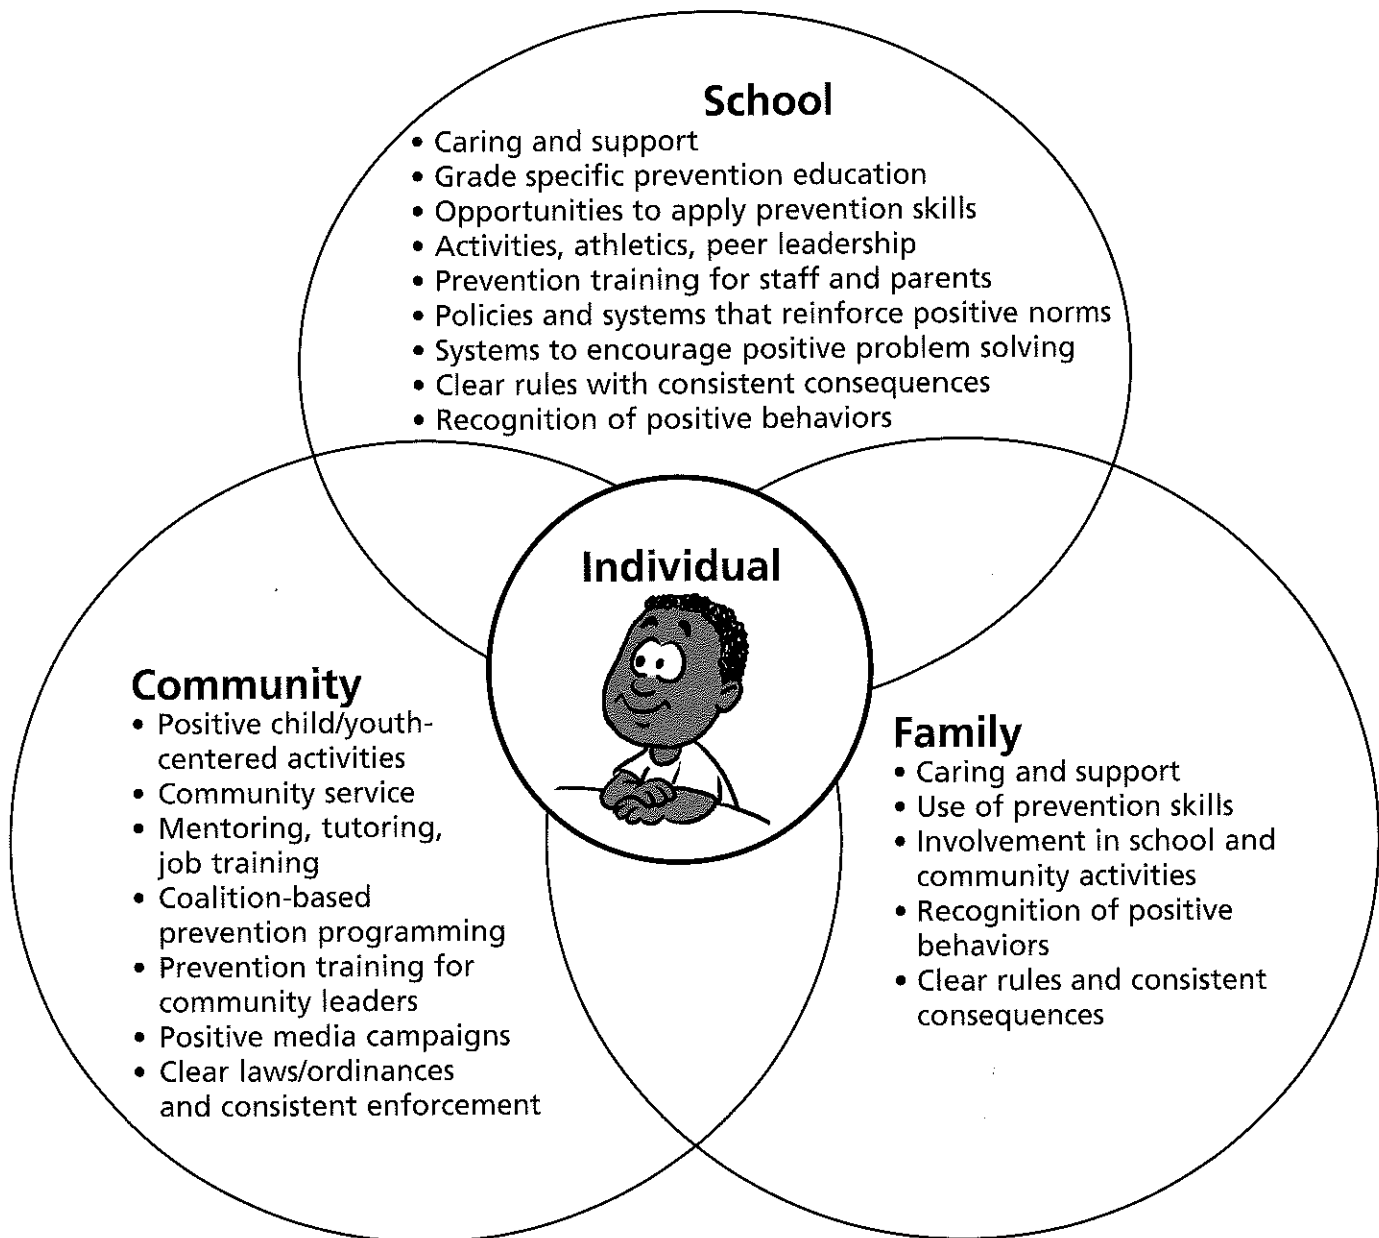 School
• Caring and support
• Grade specific prevention education
• Opportunities to apply prevention skills
• Activities, athletics, peer leadership
• Prevention training for staff and parents
• Policies and systems that reinforce positive norms
• Systems to encourage positive problem solving
• Clear rules with consistent consequences
• Recognition of positive behaviors
Individual
Community
• Positive child/youth-
centered activities
• Community service
• Mentoring, tutoring,
job training
• Coalition-based
prevention programming
• Prevention training for
community leaders
• Positive media campaigns
• Clear laws/ordinances
and consistent enforcement
Family
• Caring and support
• Use of prevention skills
• Involvement in school and
community activities
• Recognition of positive
behaviors
• Clear rules and consistent
consequences